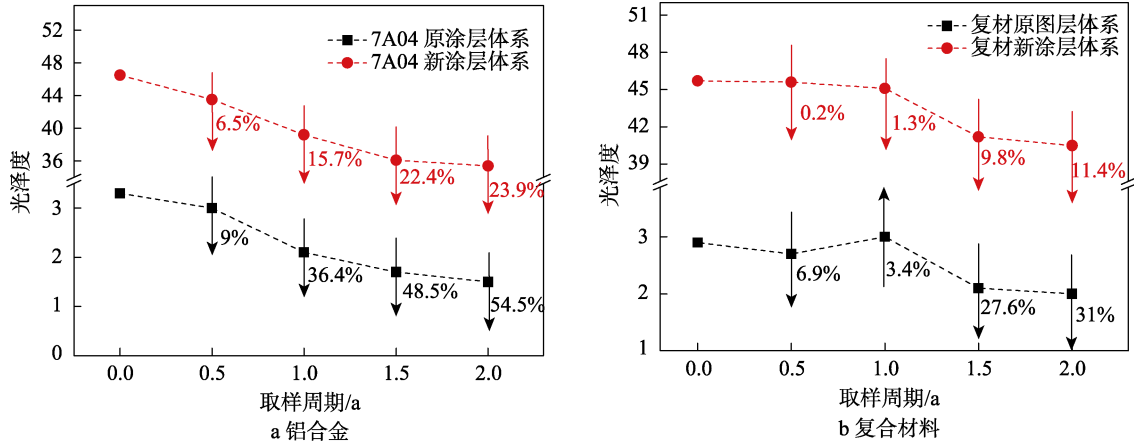 52
48
44
40
36
3
2
1
0
光泽度
7A04 原涂层体系
7A04 新涂层体系
6.5%
15.7%
22.4%
23.9%
9%
36.4%
48.5%
54.5%
0.0 0.5 1.0 1.5 2.0
取样周期/a
a 铝合金
51
48
45
42
39
3
2
1
光泽度
复材原图层体系
复材新涂层体系
0.2%
1.3%
9.8%
11.4%
6.9%
3.4%
27.6%
31%
0.0 0.5 1.0 1.5 2.0
取样周期/a
b 复合材料